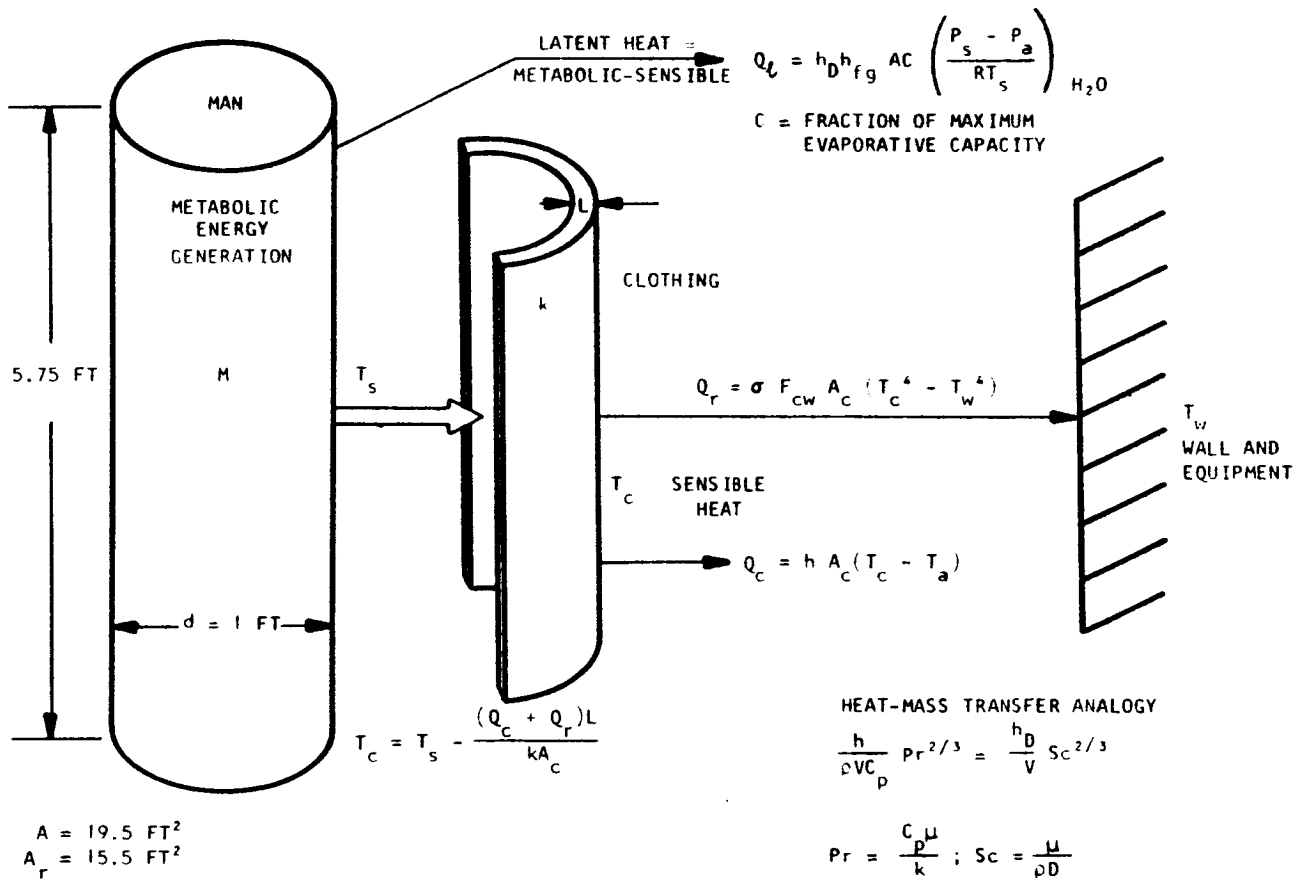 LATENT HEAT =
METABOLIC-SENSIBLE
Q_ℓ = h_D h_fg AC ( (P_s - P_a) / (RT_s) ) H₂O
C = FRACTION OF MAXIMUM
EVAPORATIVE CAPACITY
MAN
METABOLIC
ENERGY
GENERATION
L
CLOTHING
k
5.75 FT
M
T_s
Q_r = σ F_cw A_c (T_c⁴ - T_w⁴)
T_w
WALL AND
EQUIPMENT
T_c
SENSIBLE
HEAT
Q_c = h A_c(T_c - T_a)
d = 1 FT
T_c = T_s - (Q_c + Q_r)L / kA_c
HEAT-MASS TRANSFER ANALOGY
h / ρVC_p Pr^2/3 = h_D / V Sc^2/3
A = 19.5 FT²
A_r = 15.5 FT²
Pr = C_p μ / k ; Sc = μ / ρD